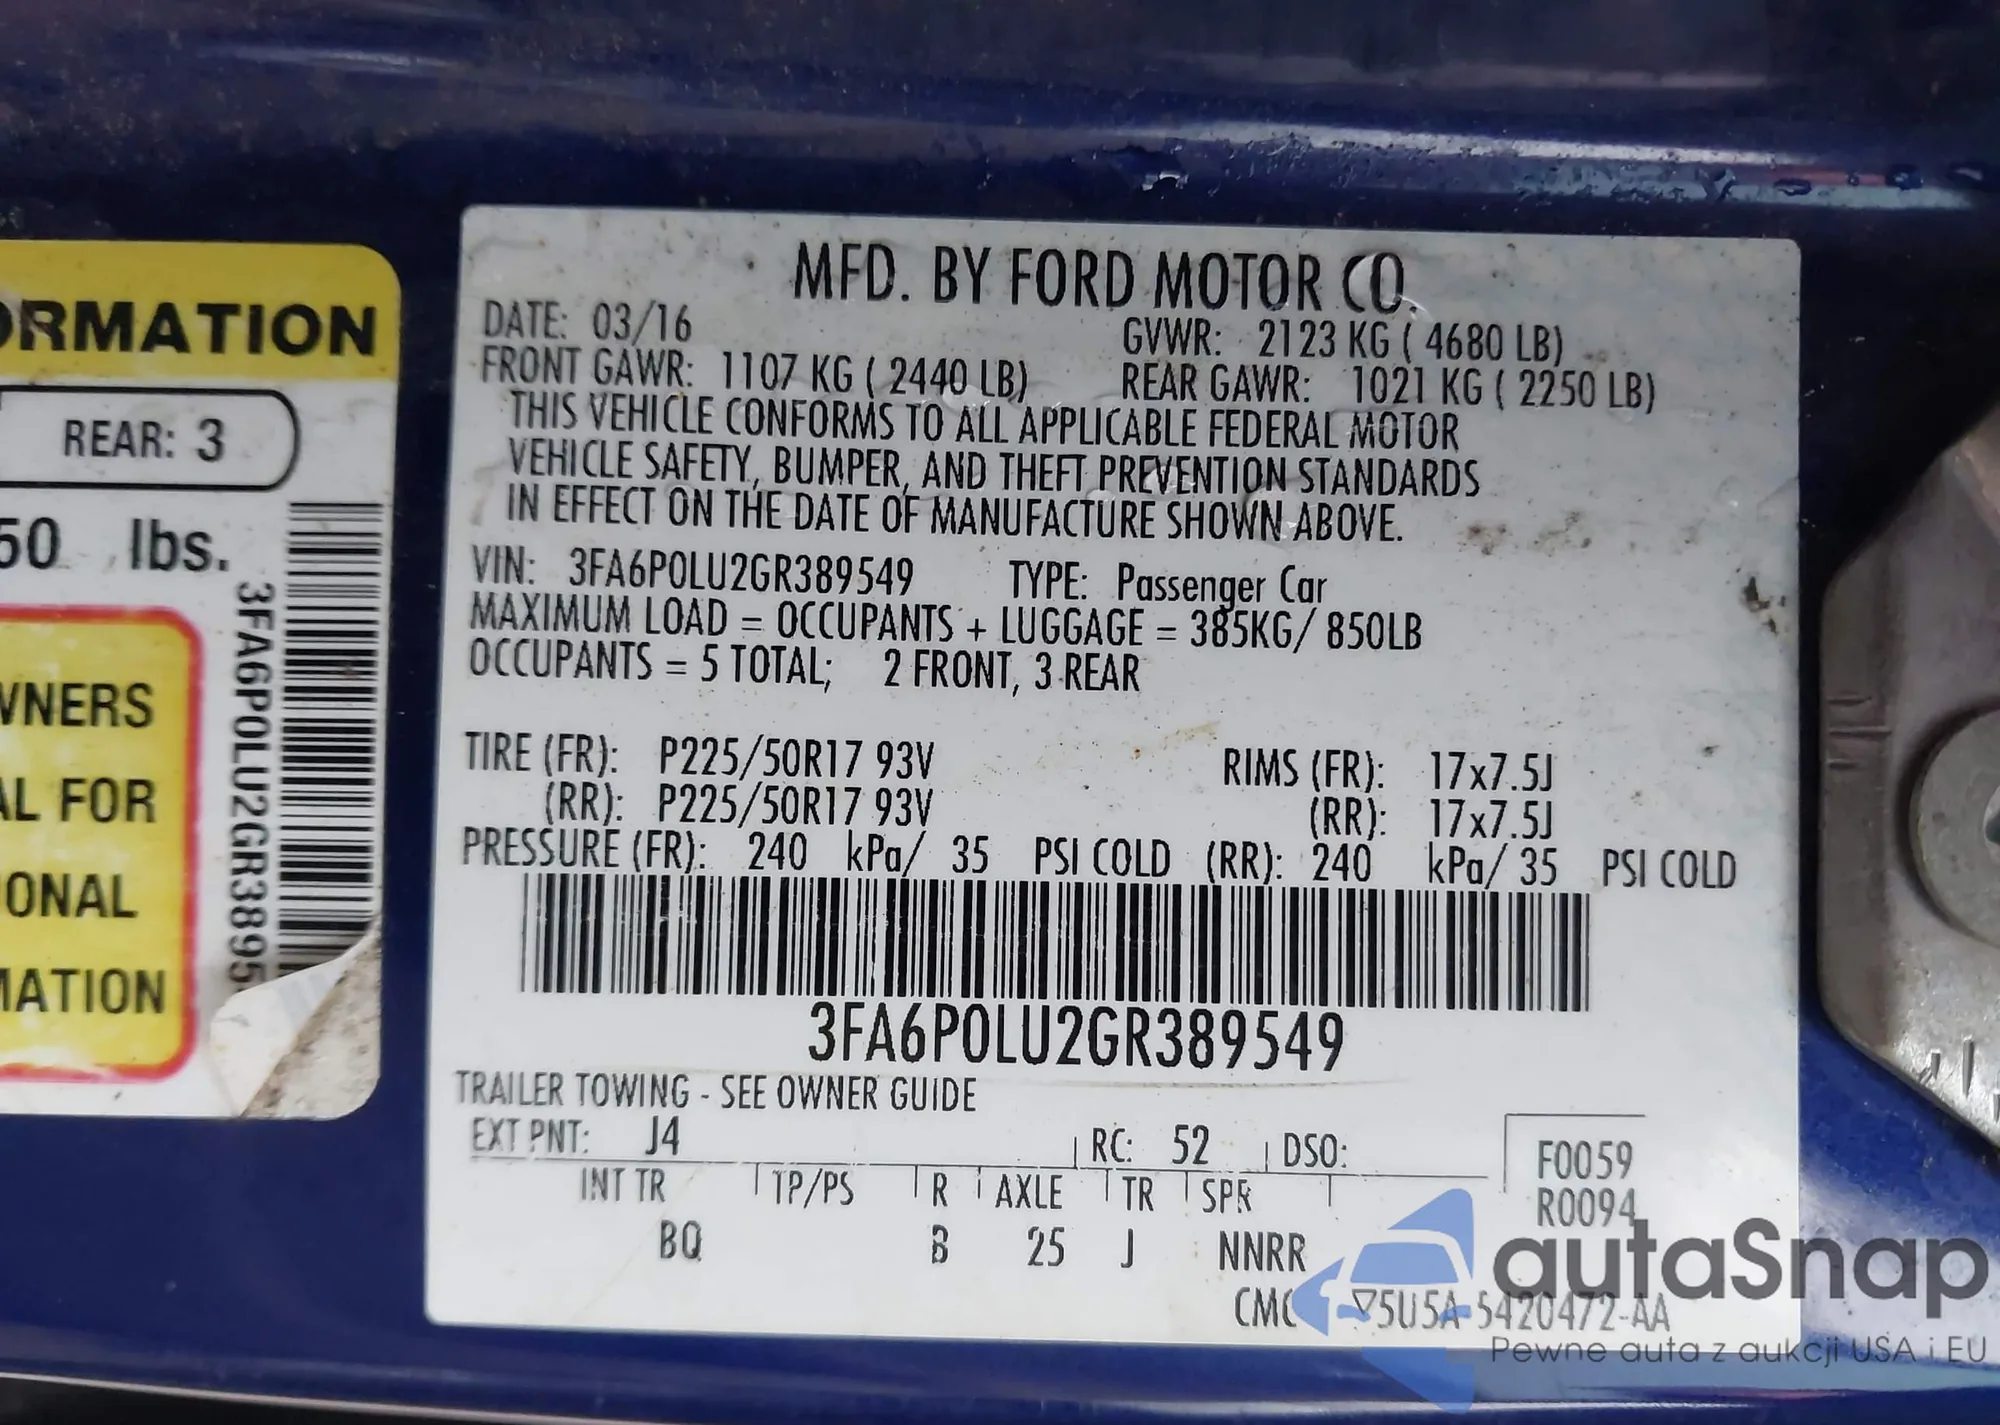 ORMATION
REAR: 3
50 lbs.
3FA6P0LU2GR38954
WNERS
AL FOR
ONAL
MATION
MFD. BY FORD MOTOR CO.
DATE: 03/16 GVWR: 2123 KG ( 4680 LB)
FRONT GAWR: 1107 KG ( 2440 LB) REAR GAWR: 1021 KG ( 2250 LB)
THIS VEHICLE CONFORMS TO ALL APPLICABLE FEDERAL MOTOR
VEHICLE SAFETY, BUMPER, AND THEFT PREVENTION STANDARDS
IN EFFECT ON THE DATE OF MANUFACTURE SHOWN ABOVE.
VIN: 3FA6P0LU2GR389549 TYPE: Passenger Car
MAXIMUM LOAD = OCCUPANTS + LUGGAGE = 385KG/ 850LB
OCCUPANTS = 5 TOTAL; 2 FRONT, 3 REAR
TIRE (FR): P225/50R17 93V RIMS (FR): 17x7.5J
(RR): P225/50R17 93V (RR): 17x7.5J
PRESSURE (FR): 240 kPa/ 35 PSI COLD (RR): 240 kPa/ 35 PSI COLD
3FA6P0LU2GR389549
TRAILER TOWING - SEE OWNER GUIDE
EXT PNT: J4 RC: 52 DSO: F0059
R0094
INT TR TP/PS R AXLE TR SPR
BQ B 25 J NNRR
5U5A-5420472-AA
autaSnap
Pewne auta z aukcji USA i EU